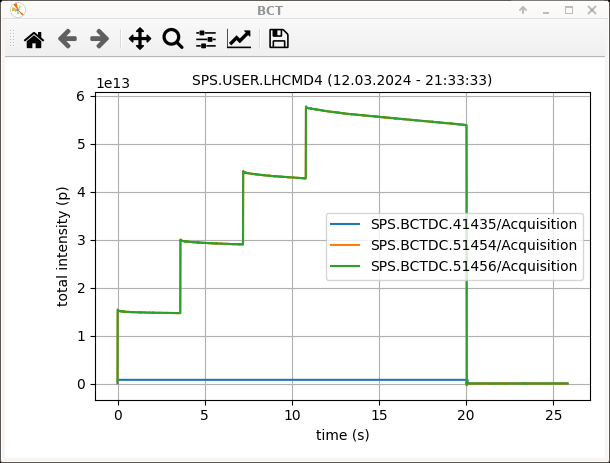 BCT
SPS.USER.LHCMD4 (12.03.2024 - 21:33:33)
1e13
6
5
4
3
2
1
0
total intensity (p)
SPS.BCTDC.41435/Acquisition
SPS.BCTDC.51454/Acquisition
SPS.BCTDC.51456/Acquisition
0 5 10 15 20 25
time (s)